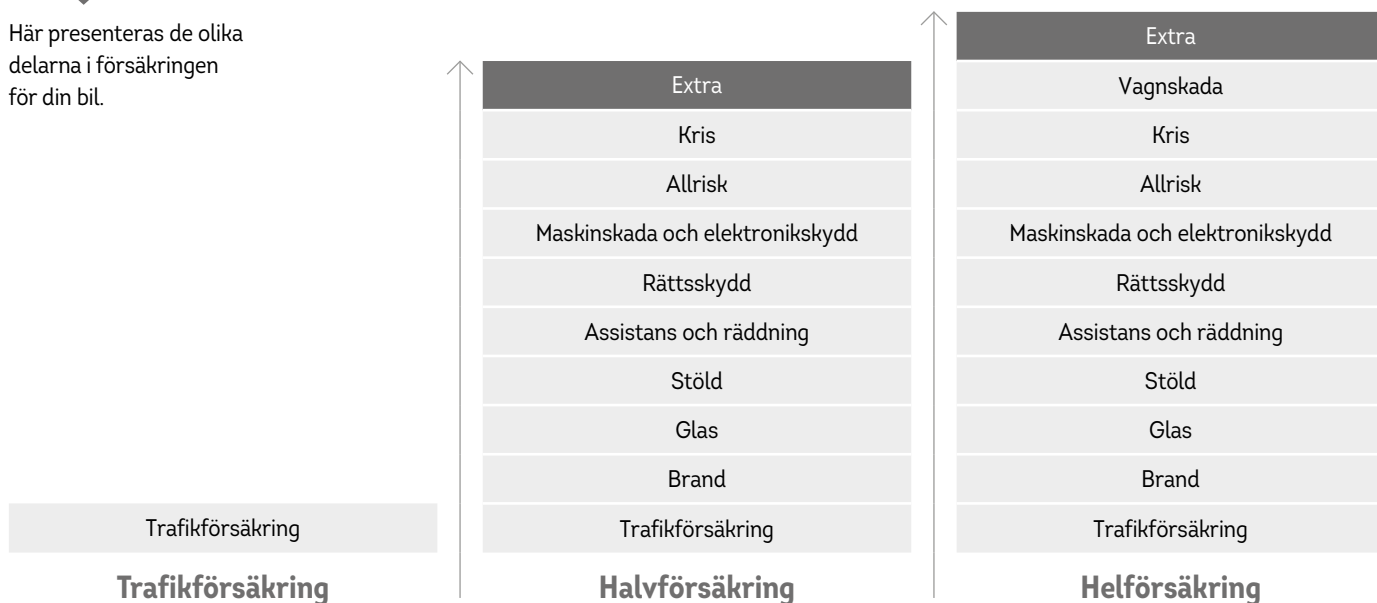 Här presenteras de olika
delarna i försäkringen
för din bil.
Trafikförsäkring
Trafikförsäkring
Extra
Kris
Allrisk
Maskinskada och elektronikskydd
Rättsskydd
Assistans och räddning
Stöld
Glas
Brand
Trafikförsäkring
Halvförsäkring
Extra
Vagnskada
Kris
Allrisk
Maskinskada och elektronikskydd
Rättsskydd
Assistans och räddning
Stöld
Glas
Brand
Trafikförsäkring
Helförsäkring